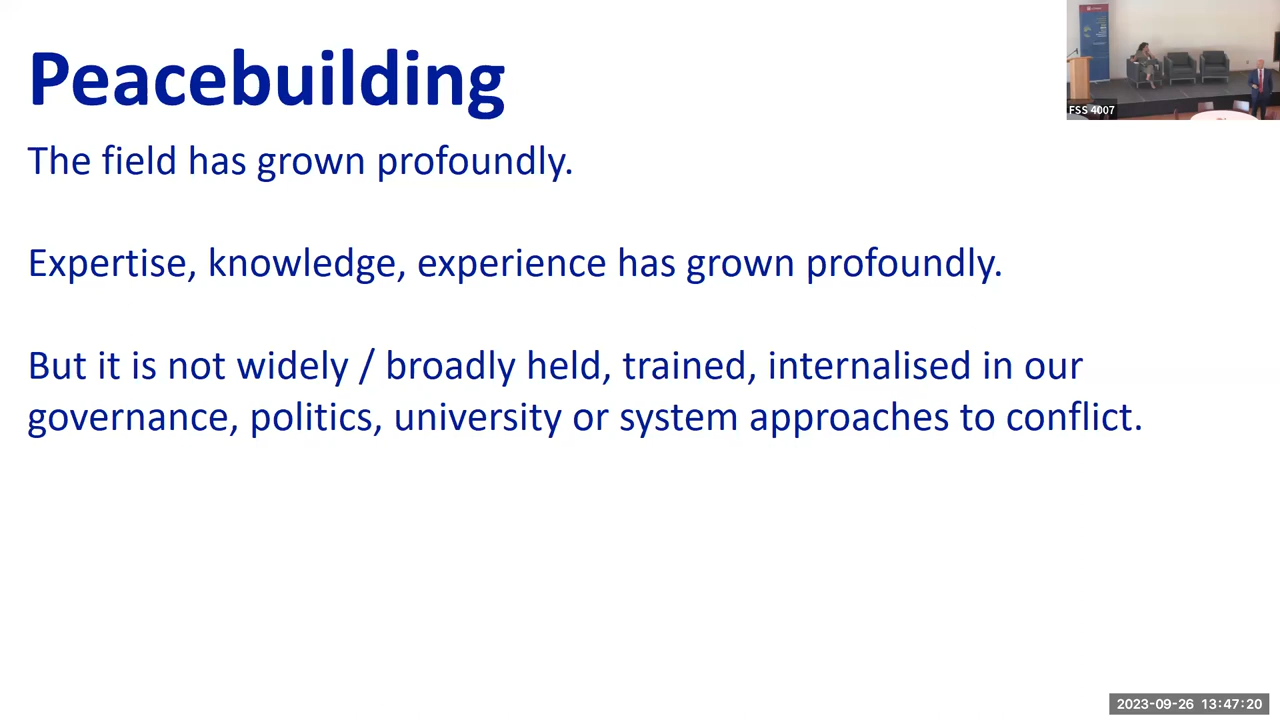 Peacebuilding
The field has grown profoundly.
Expertise, knowledge, experience has grown profoundly.
But it is not widely / broadly held, trained, internalised in our
governance, politics, university or system approaches to conflict.
FSS 4007
2023-09-26 13:47:20